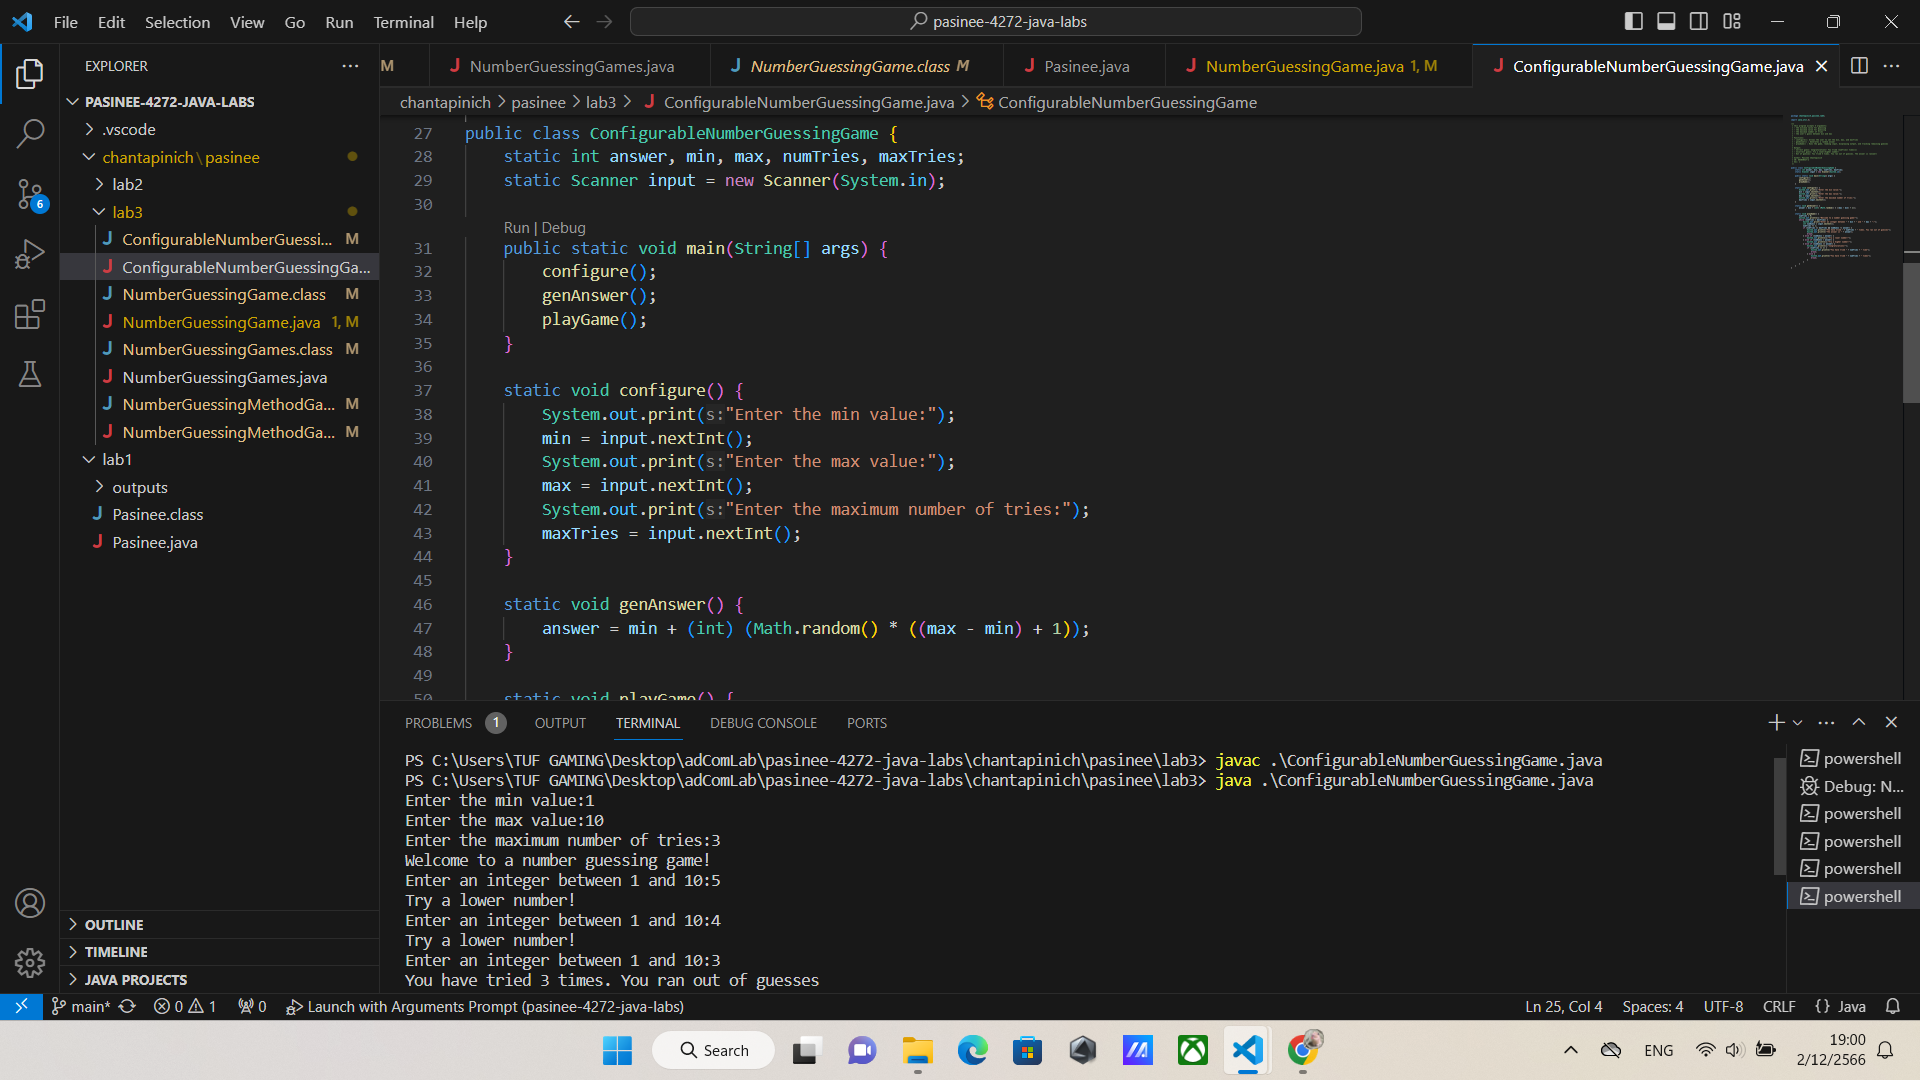 File Edit Selection View Go Run Terminal Help
pasinee-4272-java-labs
EXPLORER
PASINEE-4272-JAVA-LABS
.vscode
chantapinich\pasinee
lab2
lab3
ConfigurableNumberGuessi... M
ConfigurableNumberGuessingGa...
NumberGuessingGame.class M
NumberGuessingGame.java 1, M
NumberGuessingGames.class M
NumberGuessingGames.java
NumberGuessingMethodGa... M
NumberGuessingMethodGa... M
lab1
outputs
Pasinee.class
Pasinee.java
OUTLINE
TIMELINE
JAVA PROJECTS
6
M NumberGuessingGames.java NumberGuessingGame.class M Pasinee.java NumberGuessingGame.java 1, M ConfigurableNumberGuessingGame.java
chantapinich > pasinee > lab3 > ConfigurableNumberGuessingGame.java > ConfigurableNumberGuessingGame
27 public class ConfigurableNumberGuessingGame {
28 static int answer, min, max, numTries, maxTries;
29 static Scanner input = new Scanner(System.in);
30
Run | Debug
31 public static void main(String[] args) {
32 configure();
33 genAnswer();
34 playGame();
35 }
36
37 static void configure() {
38 System.out.print(s:"Enter the min value:");
39 min = input.nextInt();
40 System.out.print(s:"Enter the max value:");
41 max = input.nextInt();
42 System.out.print(s:"Enter the maximum number of tries:");
43 maxTries = input.nextInt();
44 }
45
46 static void genAnswer() {
47 answer = min + (int) (Math.random() * ((max - min) + 1));
48 }
49
50 static void playGame() {
PROBLEMS 1 OUTPUT TERMINAL DEBUG CONSOLE PORTS
PS C:\Users\TUF GAMING\Desktop\adComLab\pasinee-4272-java-labs\chantapinich\pasinee\lab3> javac .\ConfigurableNumberGuessingGame.java
PS C:\Users\TUF GAMING\Desktop\adComLab\pasinee-4272-java-labs\chantapinich\pasinee\lab3> java .\ConfigurableNumberGuessingGame.java
Enter the min value:1
Enter the max value:10
Enter the maximum number of tries:3
Welcome to a number guessing game!
Enter an integer between 1 and 10:5
Try a lower number!
Enter an integer between 1 and 10:4
Try a lower number!
Enter an integer between 1 and 10:3
You have tried 3 times. You ran out of guesses
powershell
Debug: N...
powershell
powershell
powershell
powershell
main* 0 1 0 Launch with Arguments Prompt (pasinee-4272-java-labs) Ln 25, Col 4 Spaces: 4 UTF-8 CRLF {} Java
Search
ENG
19:00
2/12/2566